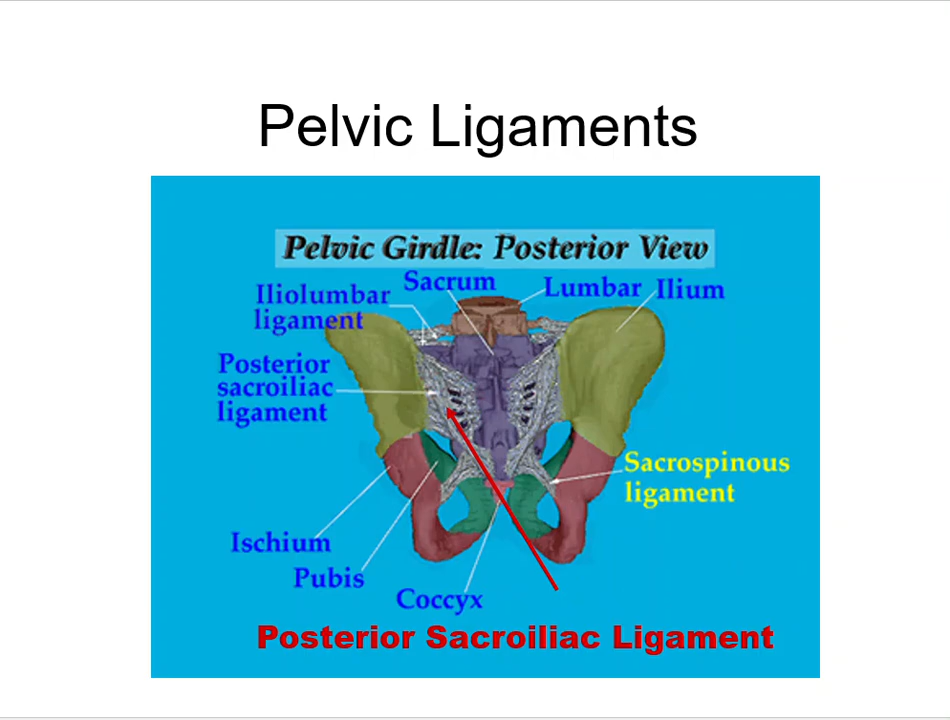 Pelvic Ligaments
Pelvic Girdle: Posterior View
Sacrum
Lumbar
Ilium
Iliolumbar
ligament
Posterior
sacroiliac
ligament
Sacrospinous
ligament
Ischium
Pubis
Coccyx
Posterior Sacroiliac Ligament